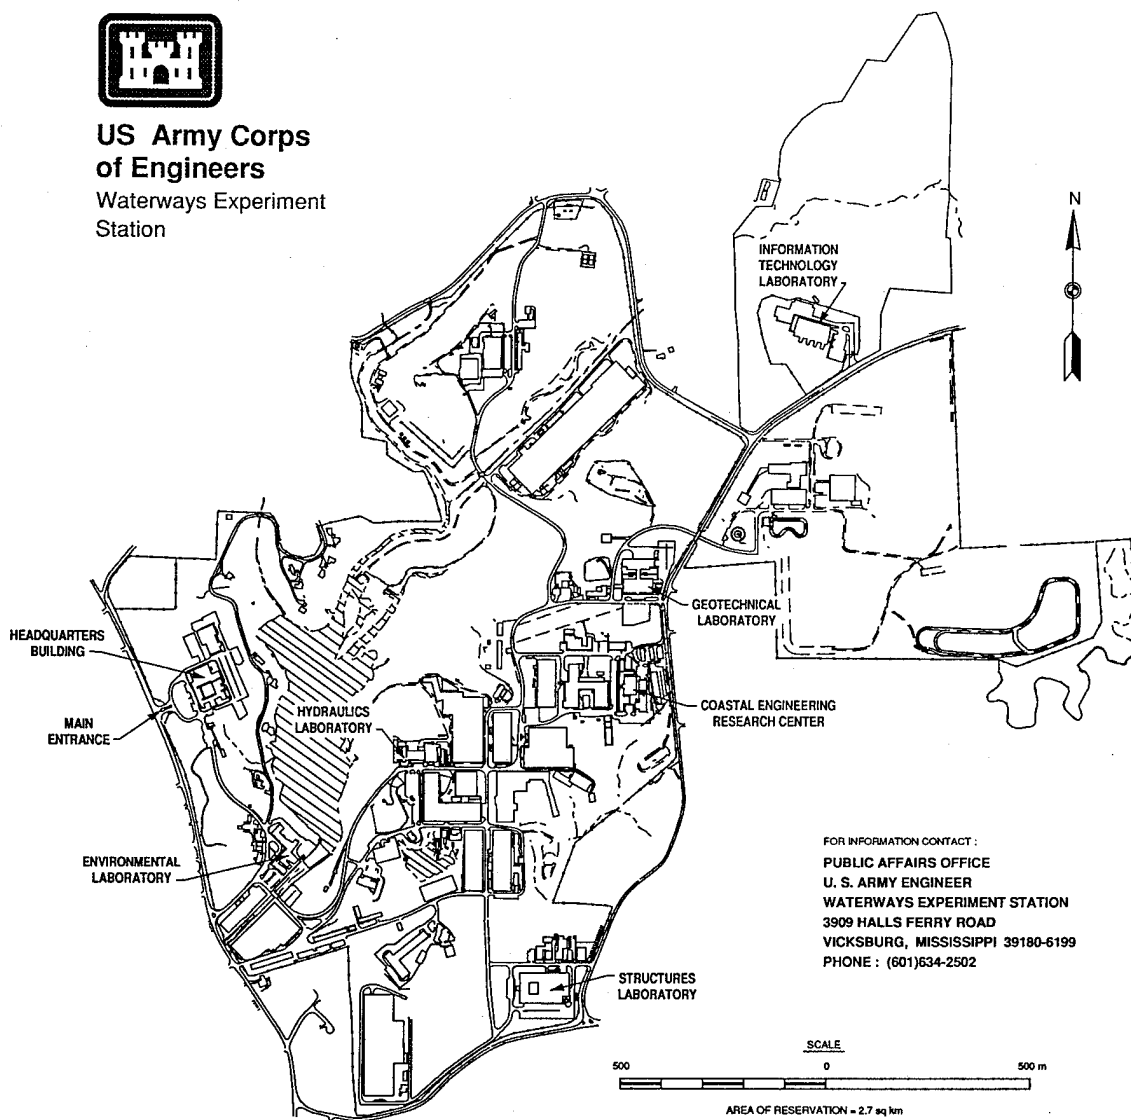 US Army Corps
of Engineers
Waterways Experiment
Station
N
INFORMATION
TECHNOLOGY
LABORATORY
GEOTECHNICAL
LABORATORY
HEADQUARTERS
BUILDING
MAIN
ENTRANCE
HYDRAULICS
LABORATORY
COASTAL ENGINEERING
RESEARCH CENTER
ENVIRONMENTAL
LABORATORY
STRUCTURES
LABORATORY
FOR INFORMATION CONTACT :
PUBLIC AFFAIRS OFFICE
U. S. ARMY ENGINEER
WATERWAYS EXPERIMENT STATION
3909 HALLS FERRY ROAD
VICKSBURG, MISSISSIPPI 39180-6199
PHONE : (601)634-2502
SCALE
500 0 500 m
AREA OF RESERVATION = 2.7 sq km